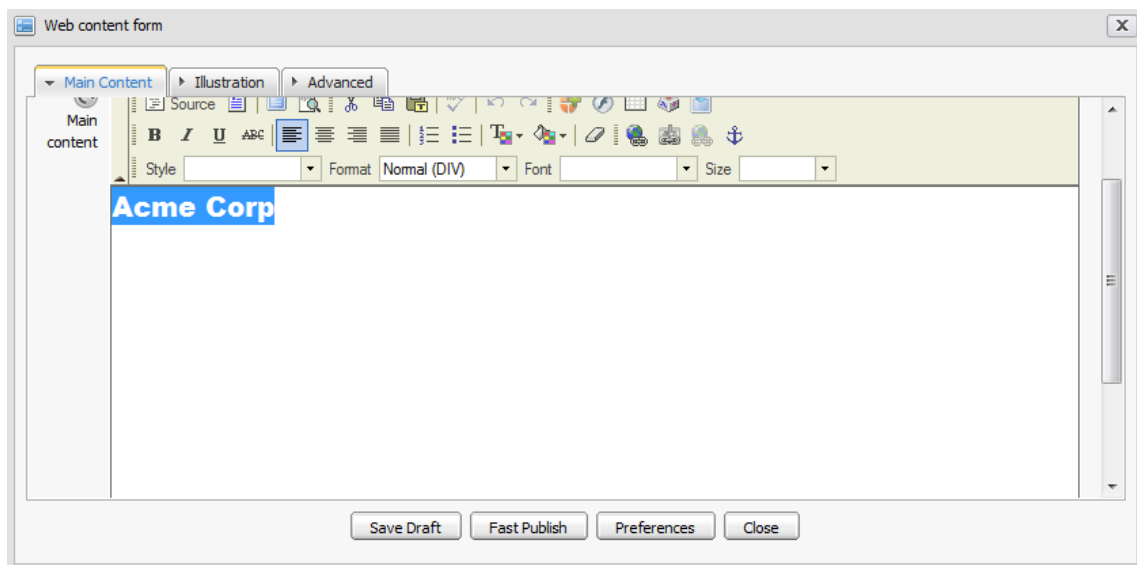 Web content form
Main Content Illustration Advanced
Main content
Source
B I U ABC
Style Format Normal (DIV) Font Size
Acme Corp
Save Draft Fast Publish Preferences Close